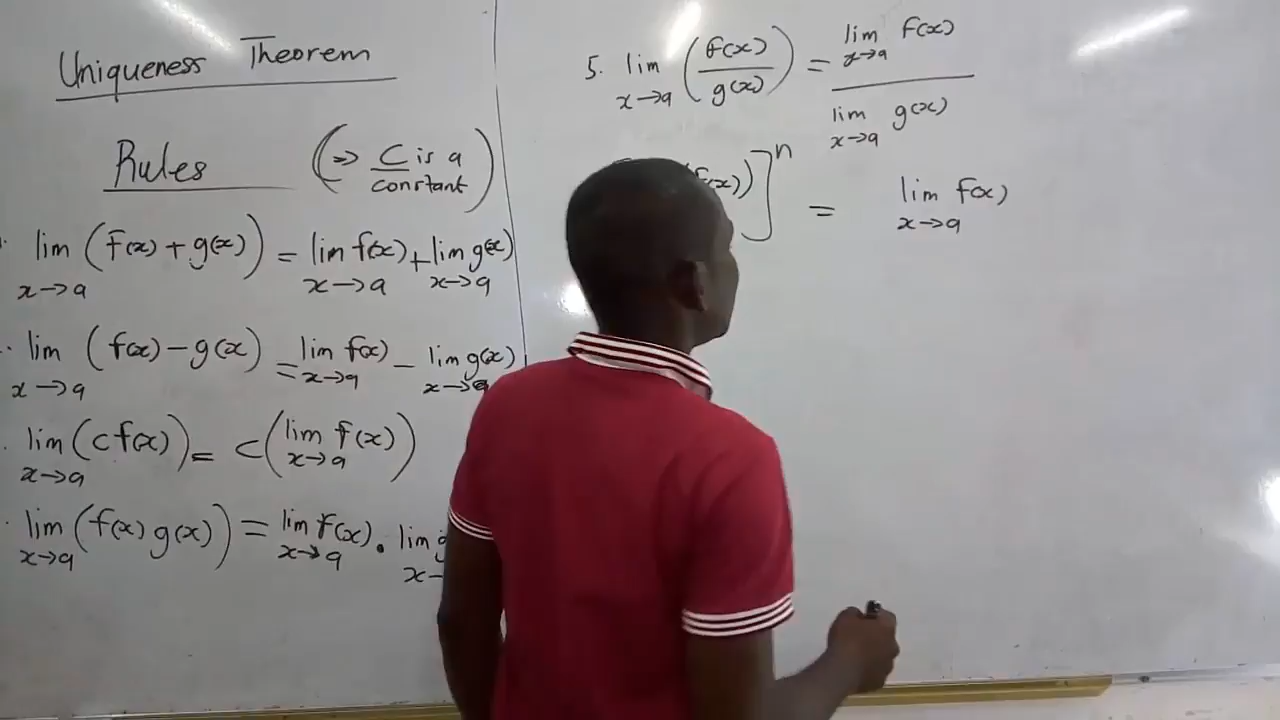 Uniqueness Theorem
Rules (⇒ C is a constant)
lim x→a (f(x) + g(x)) = lim x→a f(x) + lim x→a g(x)
lim x→a (f(x) − g(x)) = lim x→a f(x) − lim x→a g(x)
lim x→a (c f(x)) = c(lim x→a f(x))
lim x→a (f(x) g(x)) = lim x→a f(x) • lim
5. lim x→a (f(x)/g(x)) = lim x→a f(x) / lim x→a g(x)
(f(x))]ⁿ = lim x→a f(x)